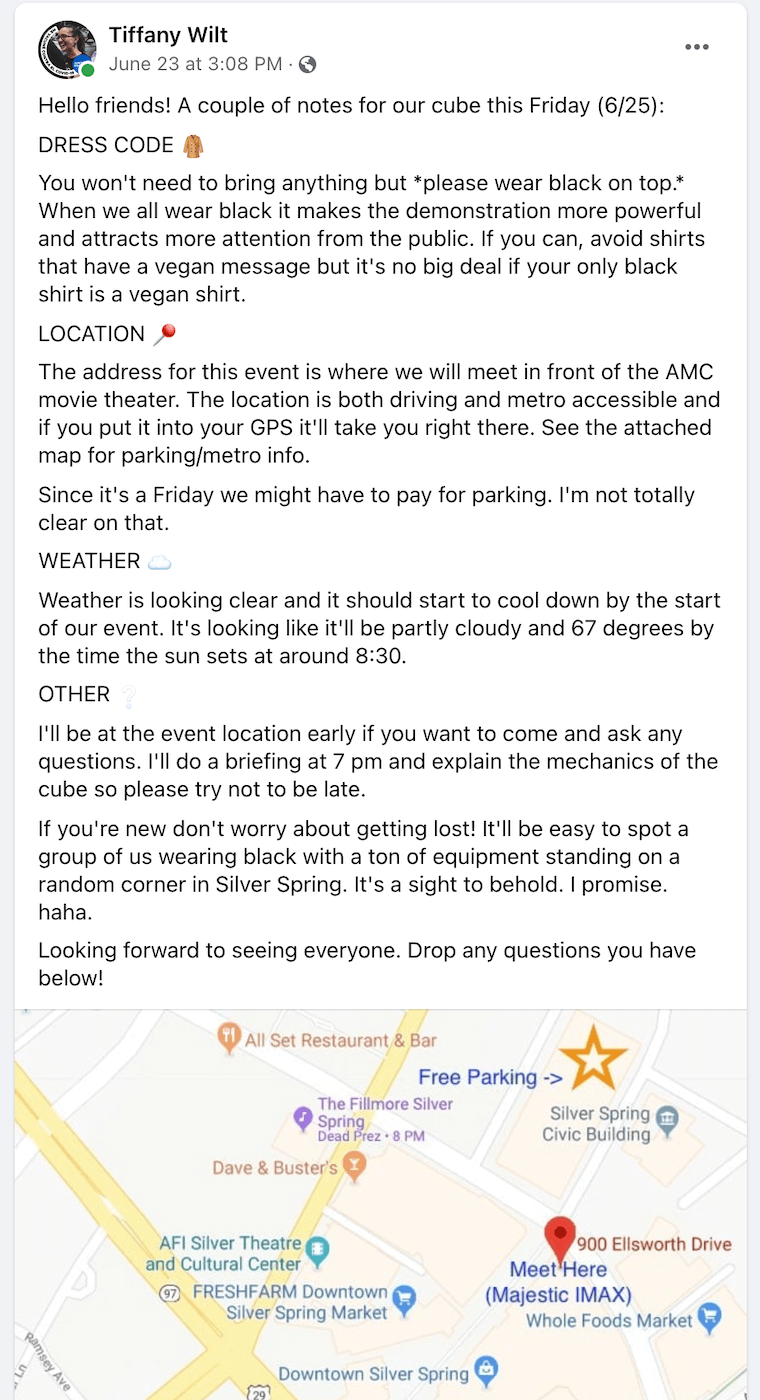 Tiffany Wilt
June 23 at 3:08 PM ·
Hello friends! A couple of notes for our cube this Friday (6/25):
DRESS CODE 🧥
You won't need to bring anything but *please wear black on top.*
When we all wear black it makes the demonstration more powerful
and attracts more attention from the public. If you can, avoid shirts
that have a vegan message but it's no big deal if your only black
shirt is a vegan shirt.
LOCATION 📍
The address for this event is where we will meet in front of the AMC
movie theater. The location is both driving and metro accessible and
if you put it into your GPS it'll take you right there. See the attached
map for parking/metro info.
Since it's a Friday we might have to pay for parking. I'm not totally
clear on that.
WEATHER ☁️
Weather is looking clear and it should start to cool down by the start
of our event. It's looking like it'll be partly cloudy and 67 degrees by
the time the sun sets at around 8:30.
OTHER ❔
I'll be at the event location early if you want to come and ask any
questions. I'll do a briefing at 7 pm and explain the mechanics of the
cube so please try not to be late.
If you're new don't worry about getting lost! It'll be easy to spot a
group of us wearing black with a ton of equipment standing on a
random corner in Silver Spring. It's a sight to behold. I promise.
haha.
Looking forward to seeing everyone. Drop any questions you have
below!
All Set Restaurant & Bar
Free Parking ->
The Fillmore Silver
Spring
Dead Prez • 8 PM
Silver Spring
Civic Building
Dave & Buster's
AFI Silver Theatre
and Cultural Center
900 Ellsworth Drive
Meet Here
(Majestic IMAX)
97
FRESHFARM Downtown
Silver Spring Market
Whole Foods Market
Ramsey Ave
Ln
Downtown Silver Spring
29